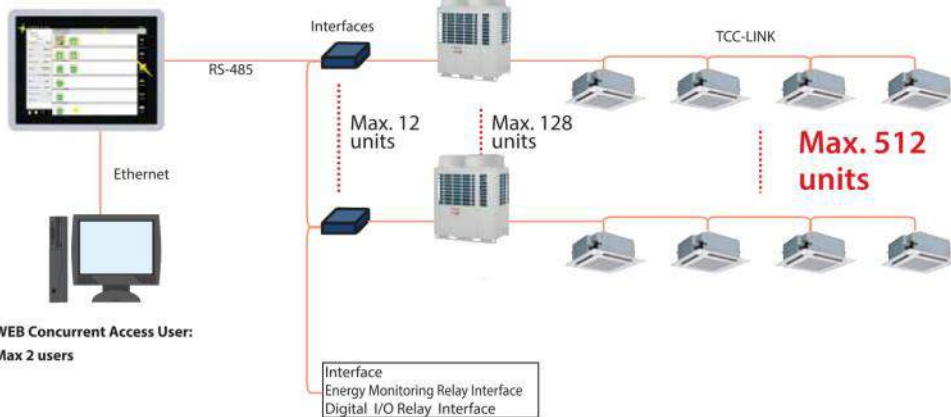 Interfaces
TCC-LINK
RS-485
Max. 12
units
Max. 128
units
Max. 512
units
Ethernet
WEB Concurrent Access User:
Max 2 users
Interface
Energy Monitoring Relay Interface
Digital I/O Relay Interface